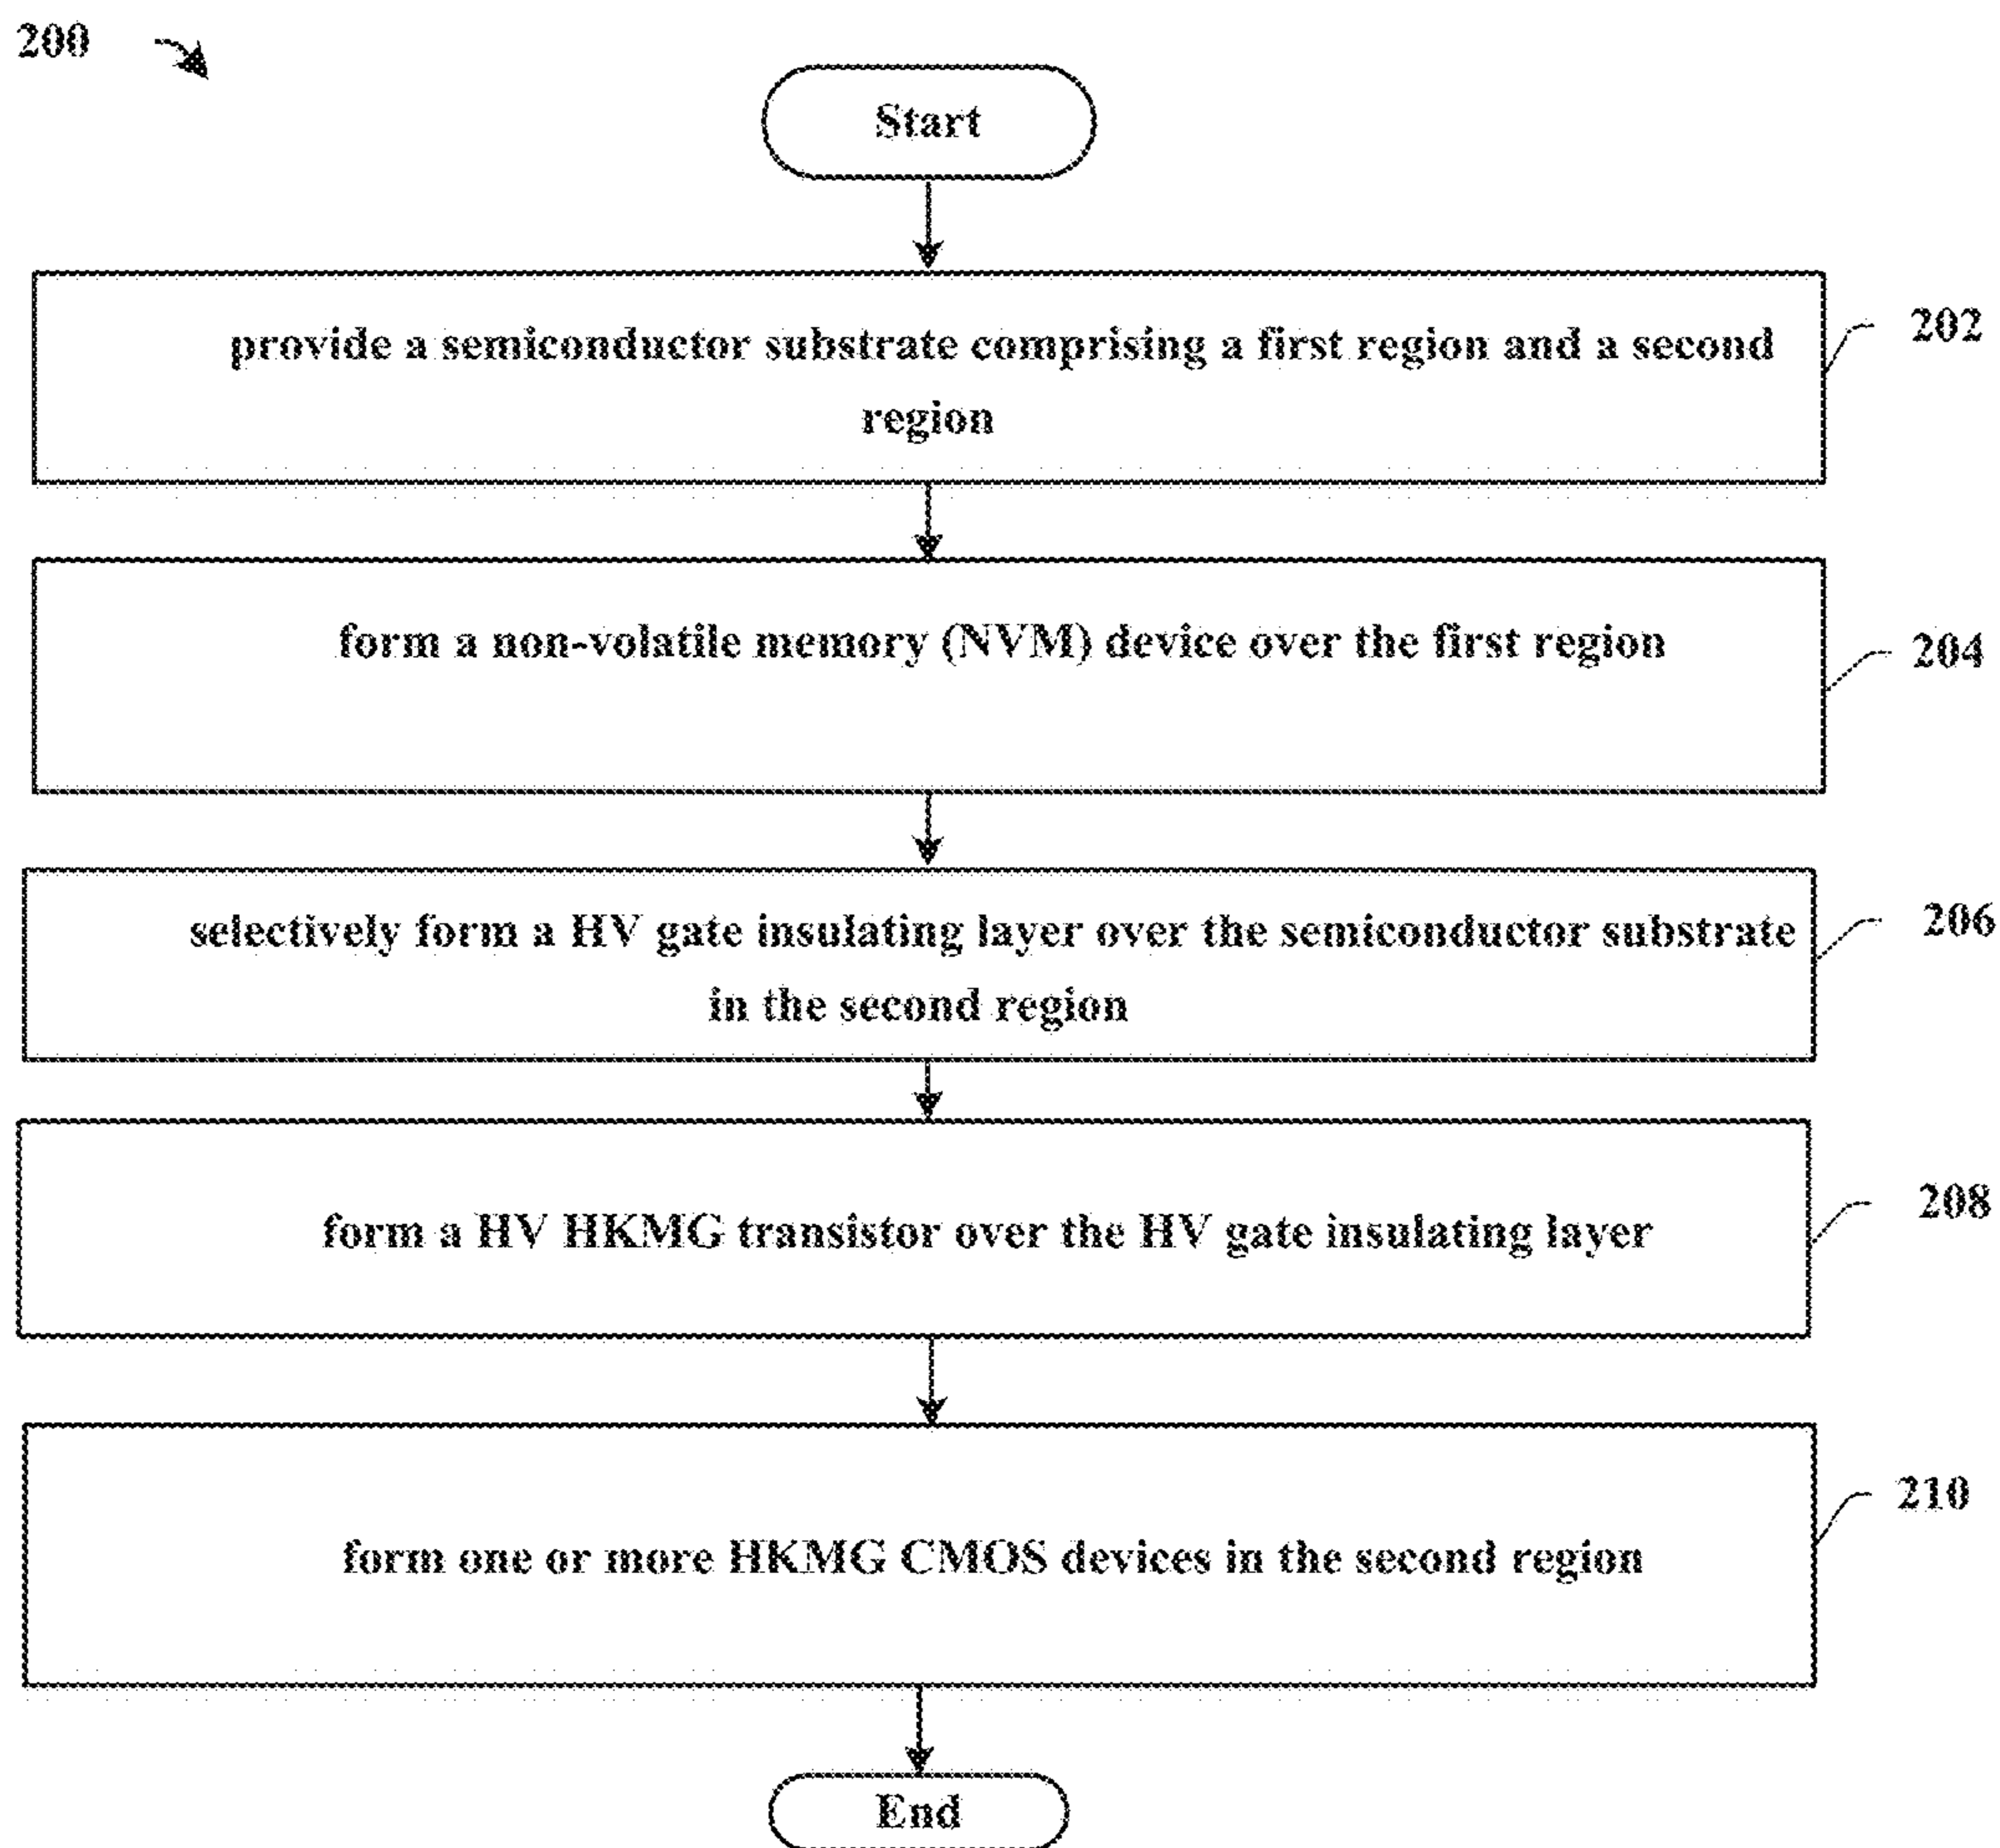 200
Start
provide a semiconductor substrate comprising a first region and a second
region
202
form a non-volatile memory (NVM) device over the first region
204
selectively form a HV gate insulating layer over the semiconductor substrate
in the second region
206
form a HV HKMG transistor over the HV gate insulating layer
208
form one or more HKMG CMOS devices in the second region
210
End